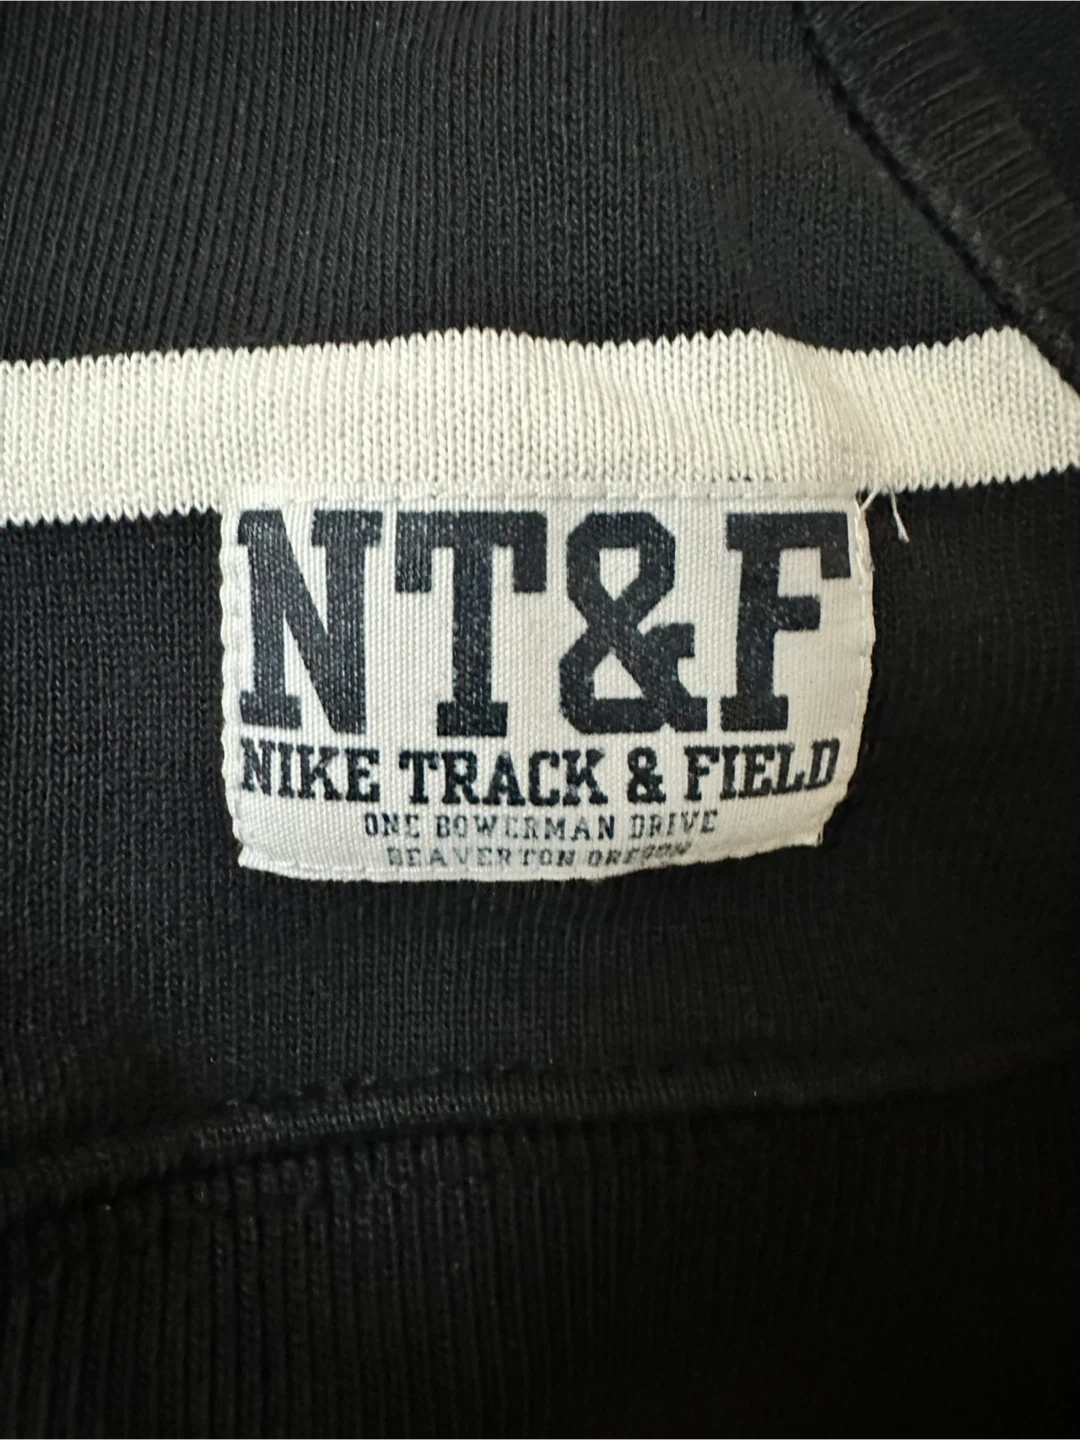 NT&F
NIKE TRACK & FIELD
ONE BOWERMAN DRIVE
BEAVERTON OREGON